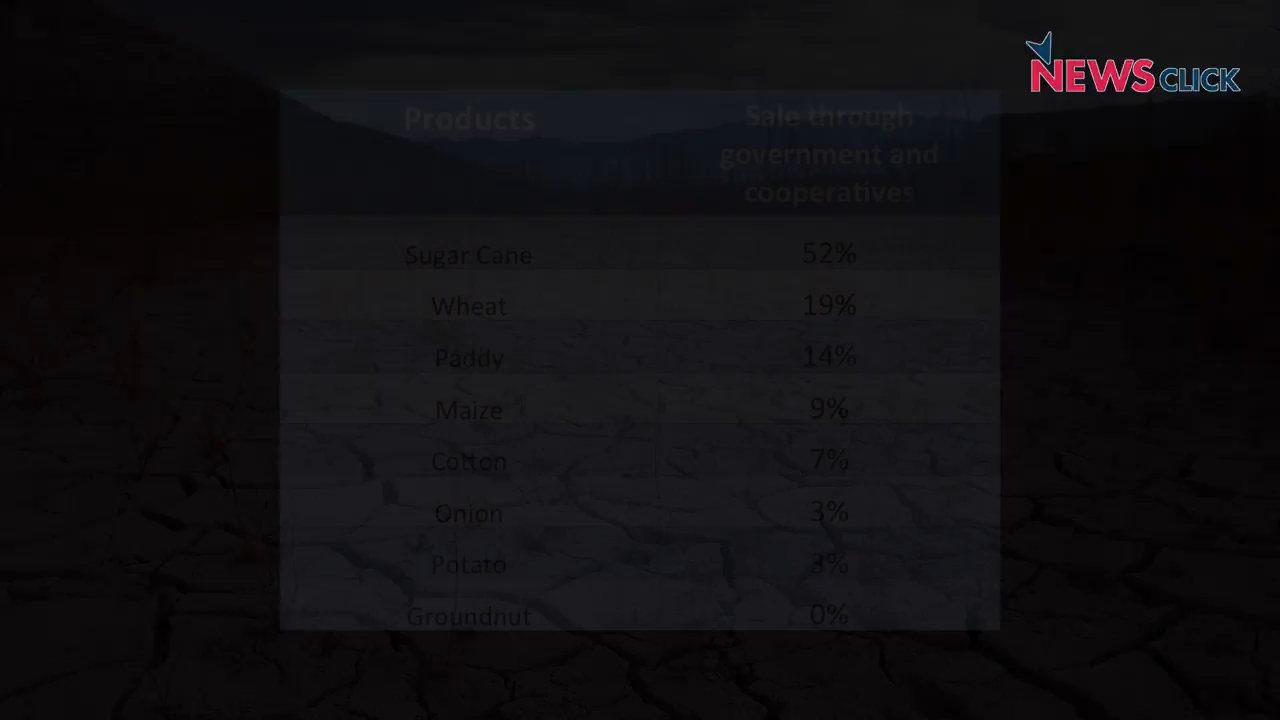 NEWSCLICK
Products
Sale through
government and
cooperatives
Sugar Cane 52%
Wheat 19%
Paddy 14%
Maize 9%
Cotton 7%
Onion 3%
Potato 3%
Groundnut 0%